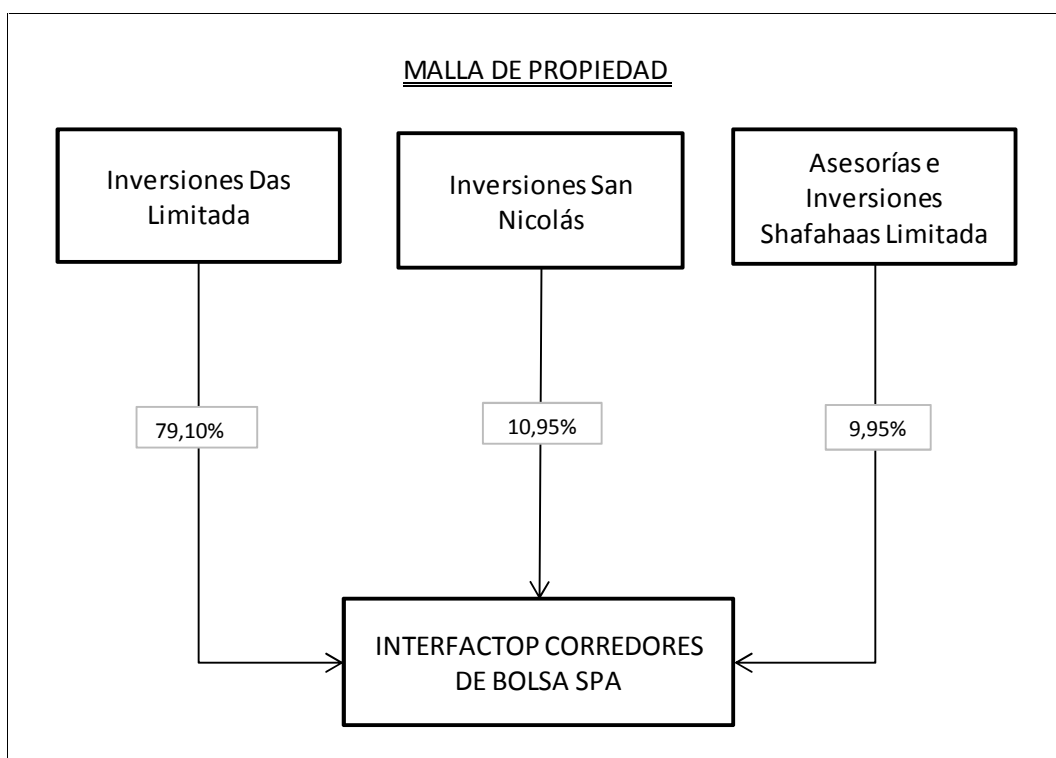 MALLA DE PROPIEDAD
Inversiones Das
Limitada
Inversiones San
Nicolás
Asesorías e
Inversiones
Shafahaas Limitada
79,10%
10,95%
9,95%
INTERFACTOP CORREDORES
DE BOLSA SPA